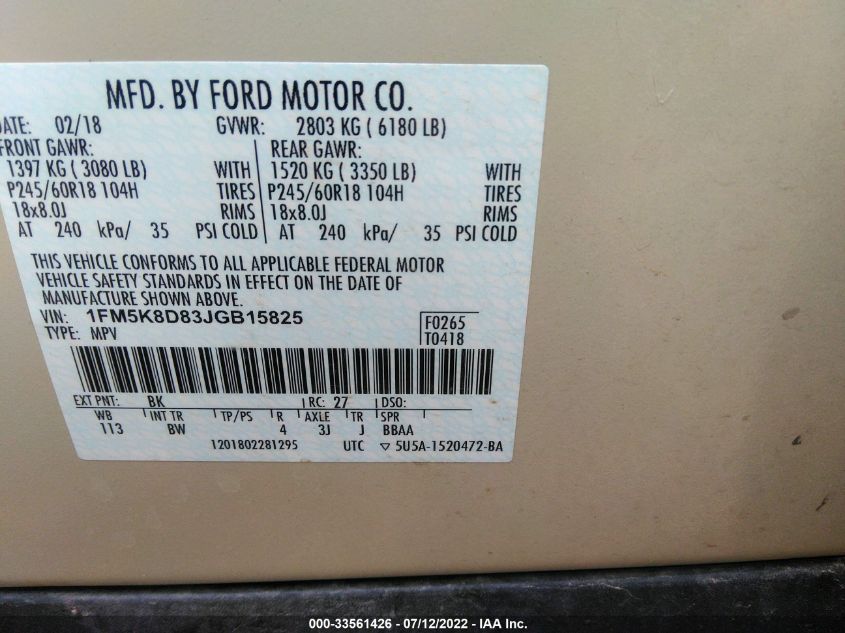 MFD. BY FORD MOTOR CO.
DATE: 02/18 GVWR: 2803 KG ( 6180 LB)
FRONT GAWR: REAR GAWR:
1397 KG ( 3080 LB) WITH 1520 KG ( 3350 LB) WITH
P245/60R18 104H TIRES P245/60R18 104H TIRES
18x8.0J RIMS 18x8.0J RIMS
AT 240 kPa/ 35 PSI COLD AT 240 kPa/ 35 PSI COLD
THIS VEHICLE CONFORMS TO ALL APPLICABLE FEDERAL MOTOR
VEHICLE SAFETY STANDARDS IN EFFECT ON THE DATE OF
MANUFACTURE SHOWN ABOVE.
VIN: 1FM5K8D83JGB15825 F0265
TYPE: MPV T0418
EXT PNT: BK RC: 27 DSO:
WB INT TR TP/PS R AXLE TR SPR
113 BW 4 3J J BBAA
1201802281295 UTC ▽ 5U5A-1520472-BA
000-33561426 - 07/12/2022 - IAA Inc.